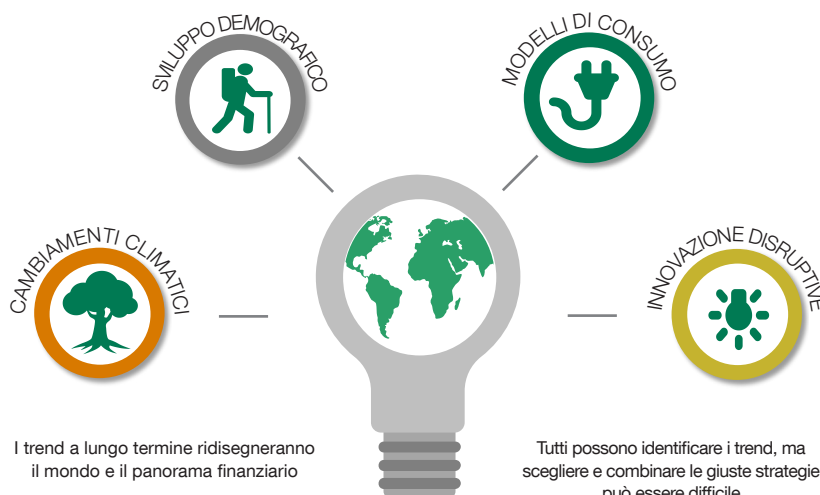 SVILUPPO DEMOGRAFICO
MODELLI DI CONSUMO
CAMBIAMENTI CLIMATICI
INNOVAZIONE DISRUPTIVE
I trend a lungo termine ridisegneranno
il mondo e il panorama finanziario
Tutti possono identificare i trend, ma
scegliere e combinare le giuste strategie
può essere difficile